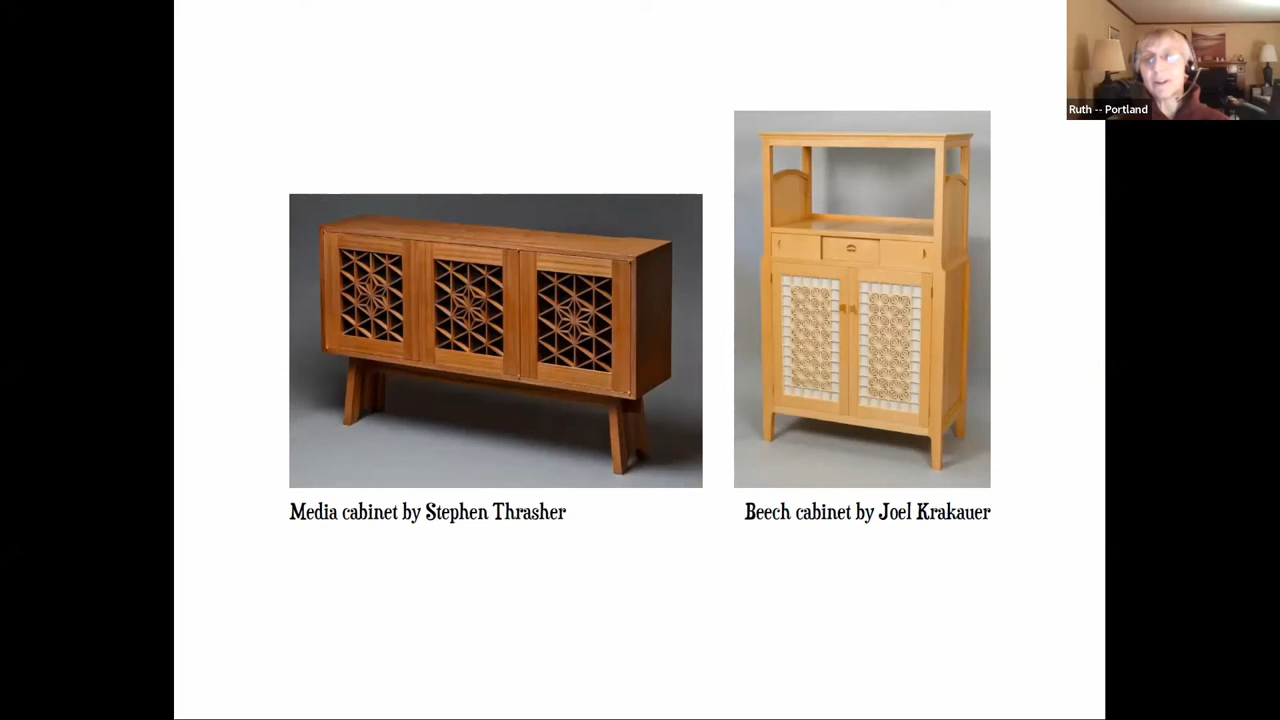 Ruth -- Portland
Media cabinet by Stephen Thrasher
Beech cabinet by Joel Krakauer